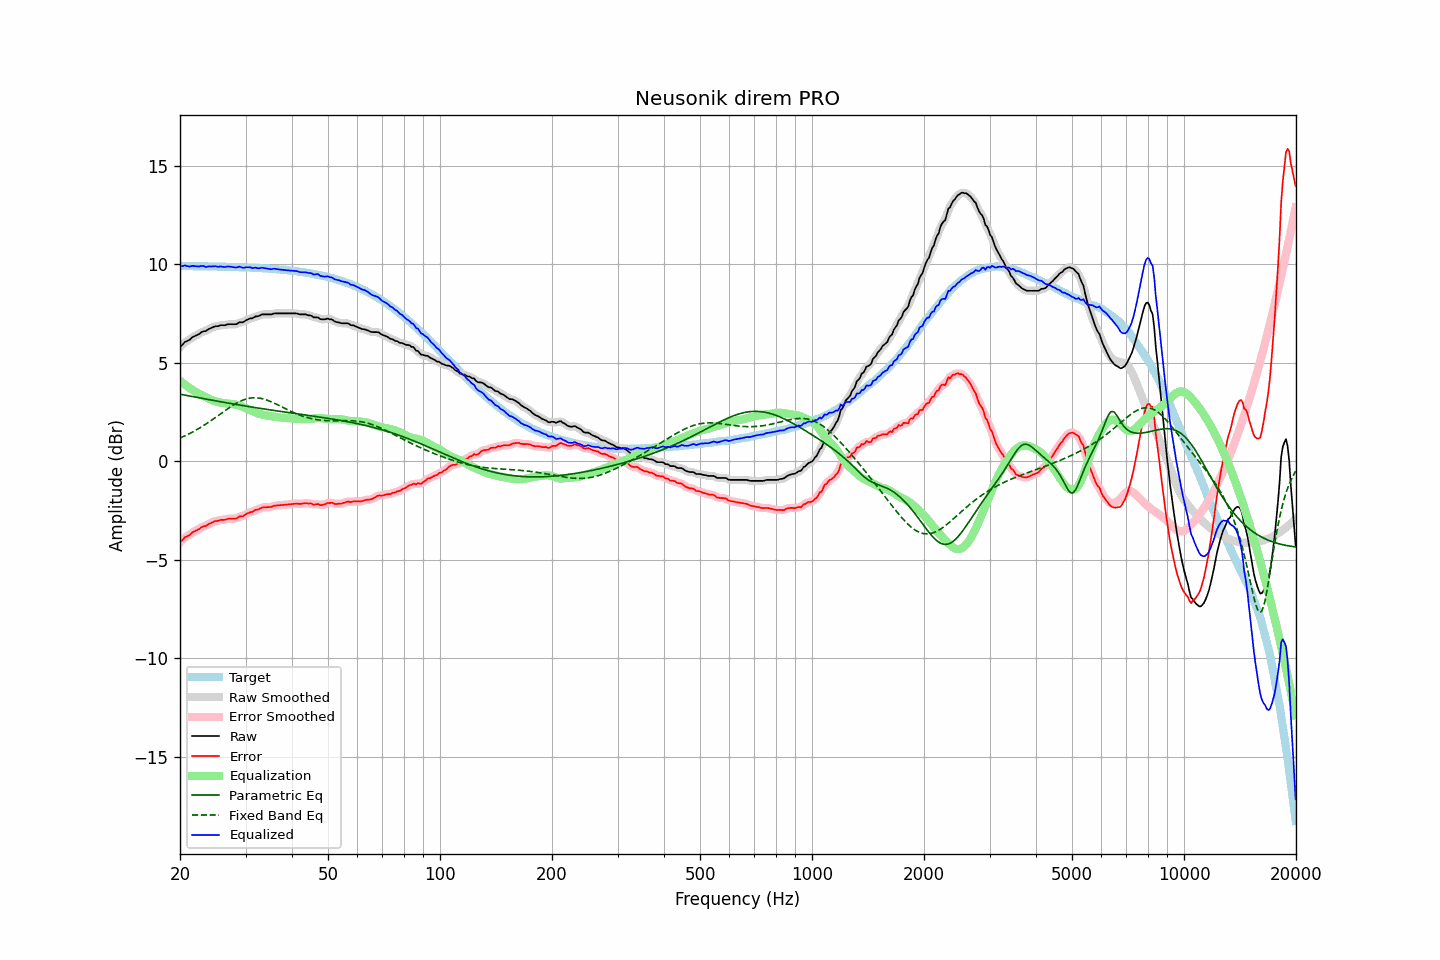 Neusonik direm PRO
Amplitude (dBr)
15
10
5
0
−5
−10
−15
Target
Raw Smoothed
Error Smoothed
Raw
Error
Equalization
Parametric Eq
Fixed Band Eq
Equalized
20 50 100 200 500 1000 2000 5000 10000 20000
Frequency (Hz)